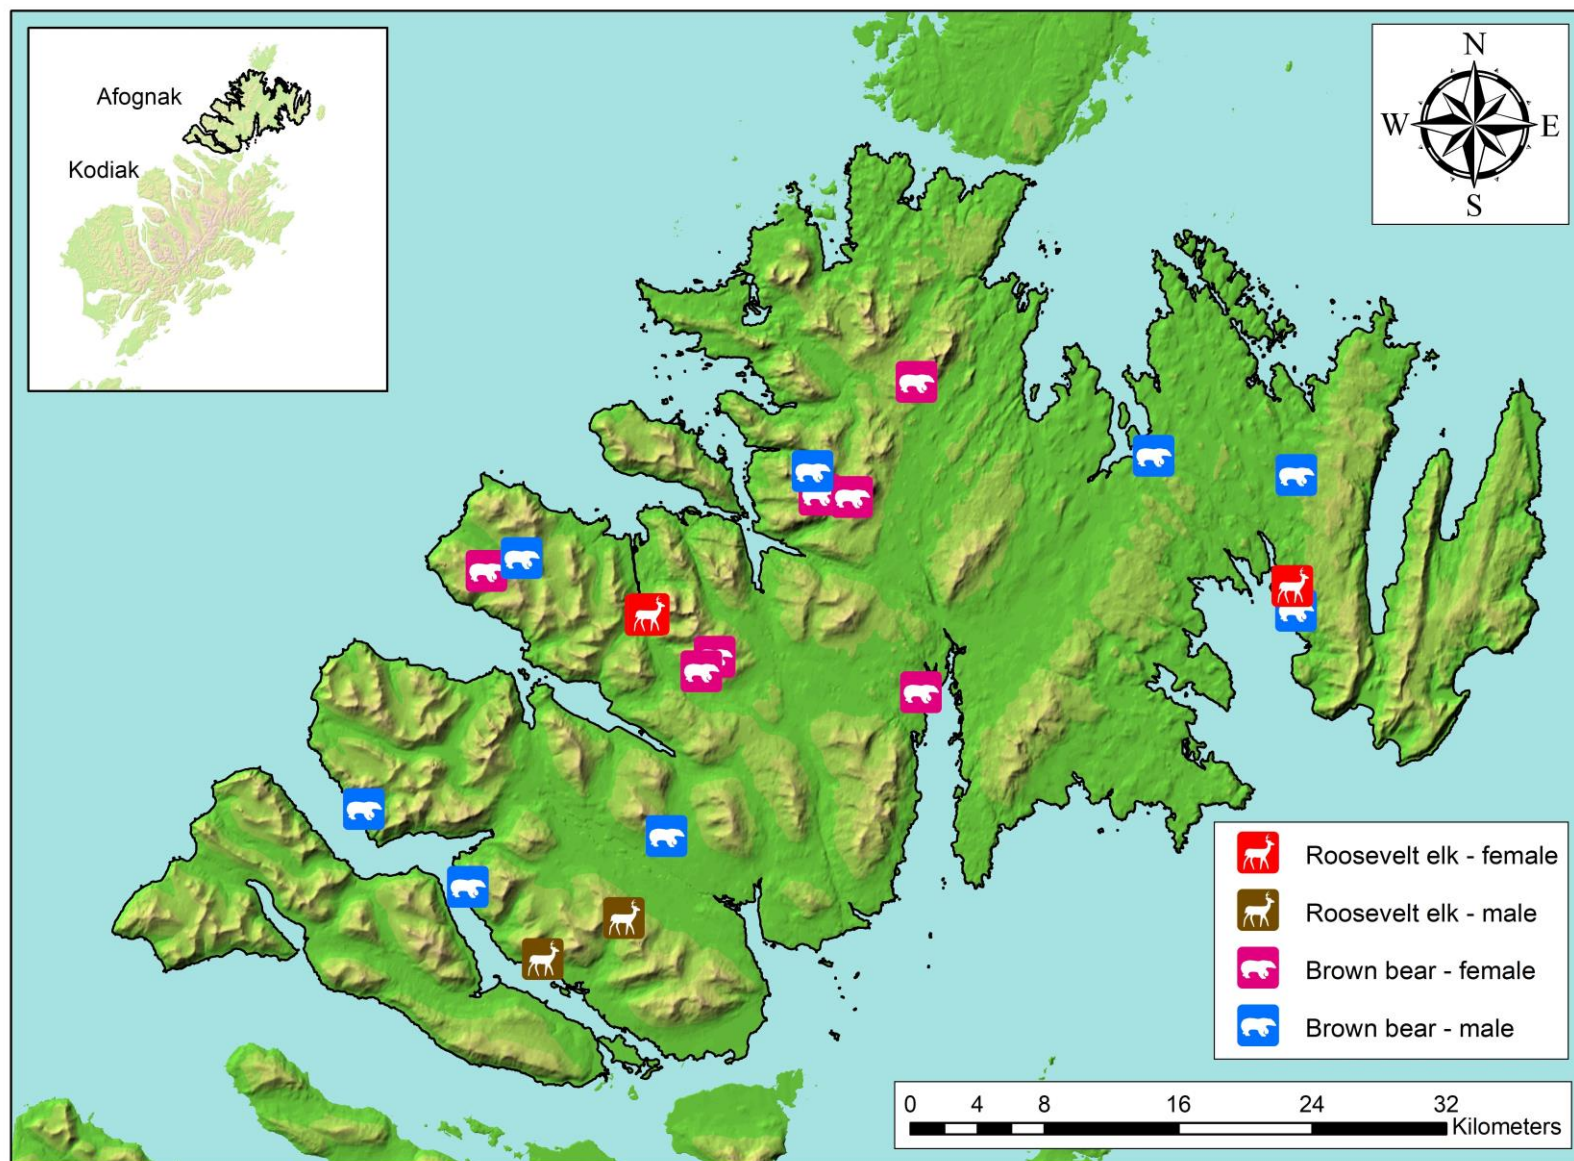 Afognak
Kodiak
N
W E
S
Roosevelt elk - female
Roosevelt elk - male
Brown bear - female
Brown bear - male
0 4 8 16 24 32
Kilometers